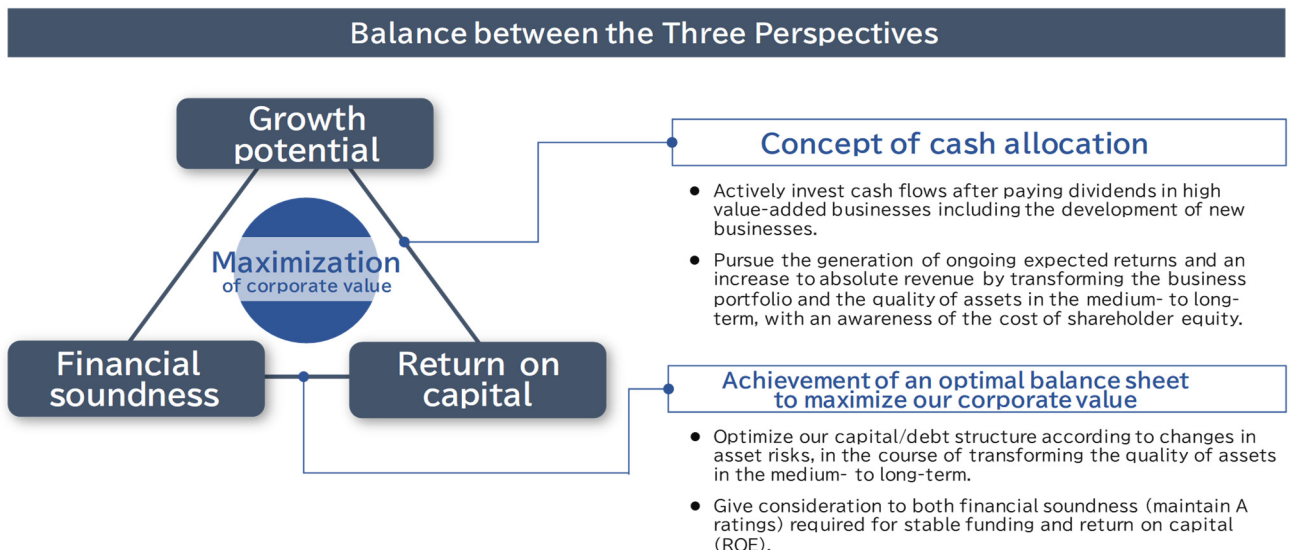 Balance between the Three Perspectives
Growth
potential
Maximization
of corporate value
Financial
soundness
Return on
capital
Concept of cash allocation
● Actively invest cash flows after paying dividends in high
value-added businesses including the development of new
businesses.
● Pursue the generation of ongoing expected returns and an
increase to absolute revenue by transforming the business
portfolio and the quality of assets in the medium- to long-
term, with an awareness of the cost of shareholder equity.
Achievement of an optimal balance sheet
to maximize our corporate value
● Optimize our capital/debt structure according to changes in
asset risks, in the course of transforming the quality of assets
in the medium- to long-term.
● Give consideration to both financial soundness (maintain A
ratings) required for stable funding and return on capital
(ROE).